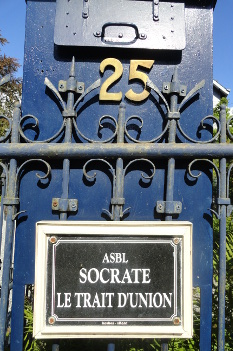 25
ASBL
SOCRATE
LE TRAIT D'UNION